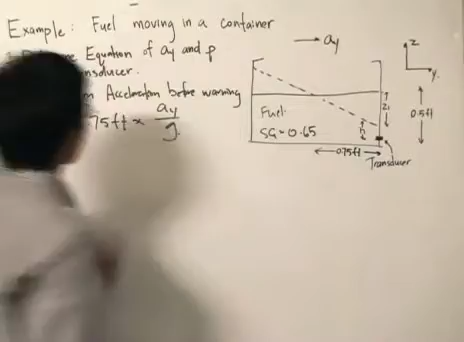 Example: Fuel moving in a container
Equation of ay and p
nsducer.
Acceleration before warning
75ft × ay/g
→ ay
z
y
Fuel
SG=0.65
z1
h
0.5ft
0.75ft
Transducer